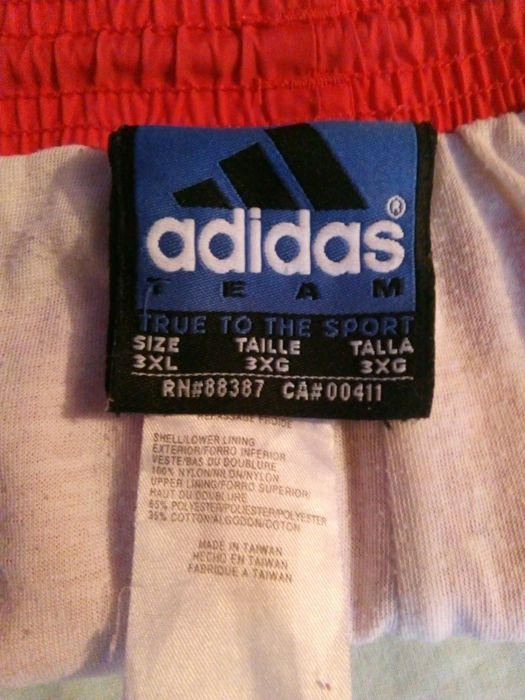 adidas®
TEAM
TRUE TO THE SPORT
SIZE TAILLE TALLA
3XL 3XG 3XG
RN#88387 CA#00411
REPASSAGE FROIDE
SHELL/LOWER LINING
EXTERIOR/FORRO INFERIOR
VESTE/BAS DU DOUBLURE
100% NYLON/NILON/NYLON
UPPER LINING/FORRO SUPERIOR
HAUT DU DOUBLURE
65% POLYESTER/POLIESTER/POLYESTER
35% COTTON/ALGODON/COTON
MADE IN TAIWAN
HECHO EN TAIWAN
FABRIQUE A TAIWAN